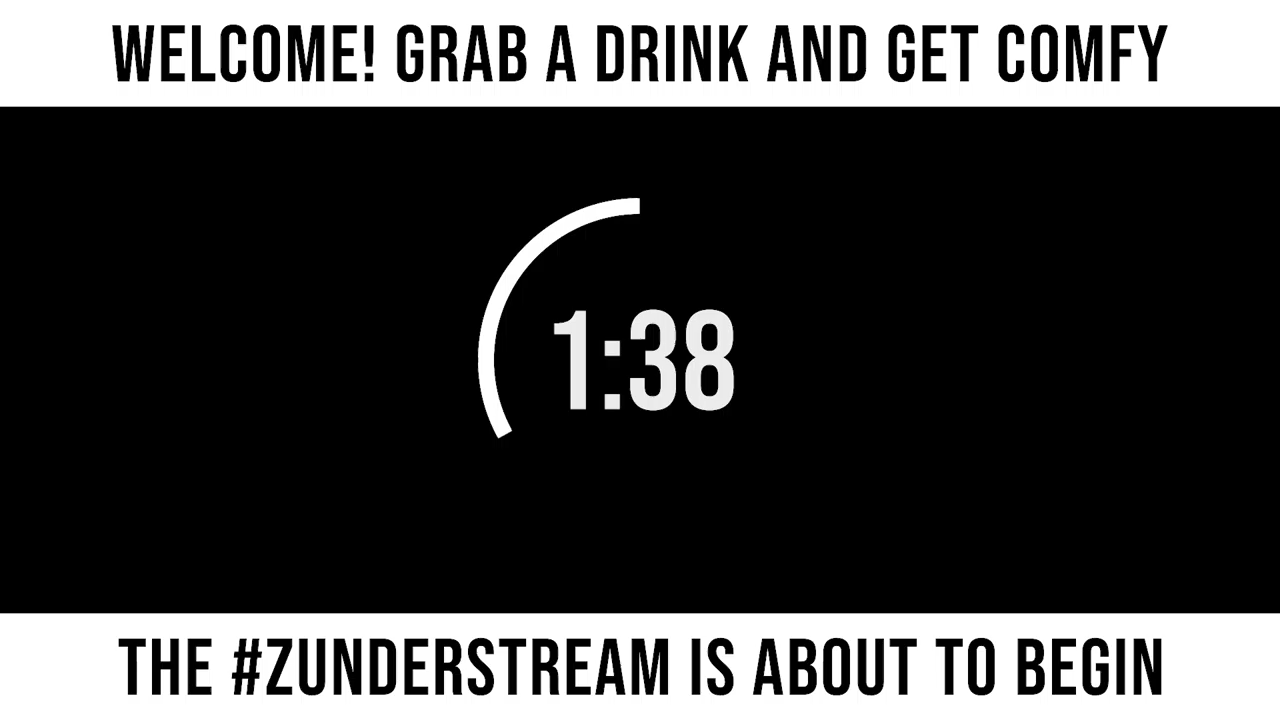 WELCOME! GRAB A DRINK AND GET COMFY
1:38
THE #ZUNDERSTREAM IS ABOUT TO BEGIN